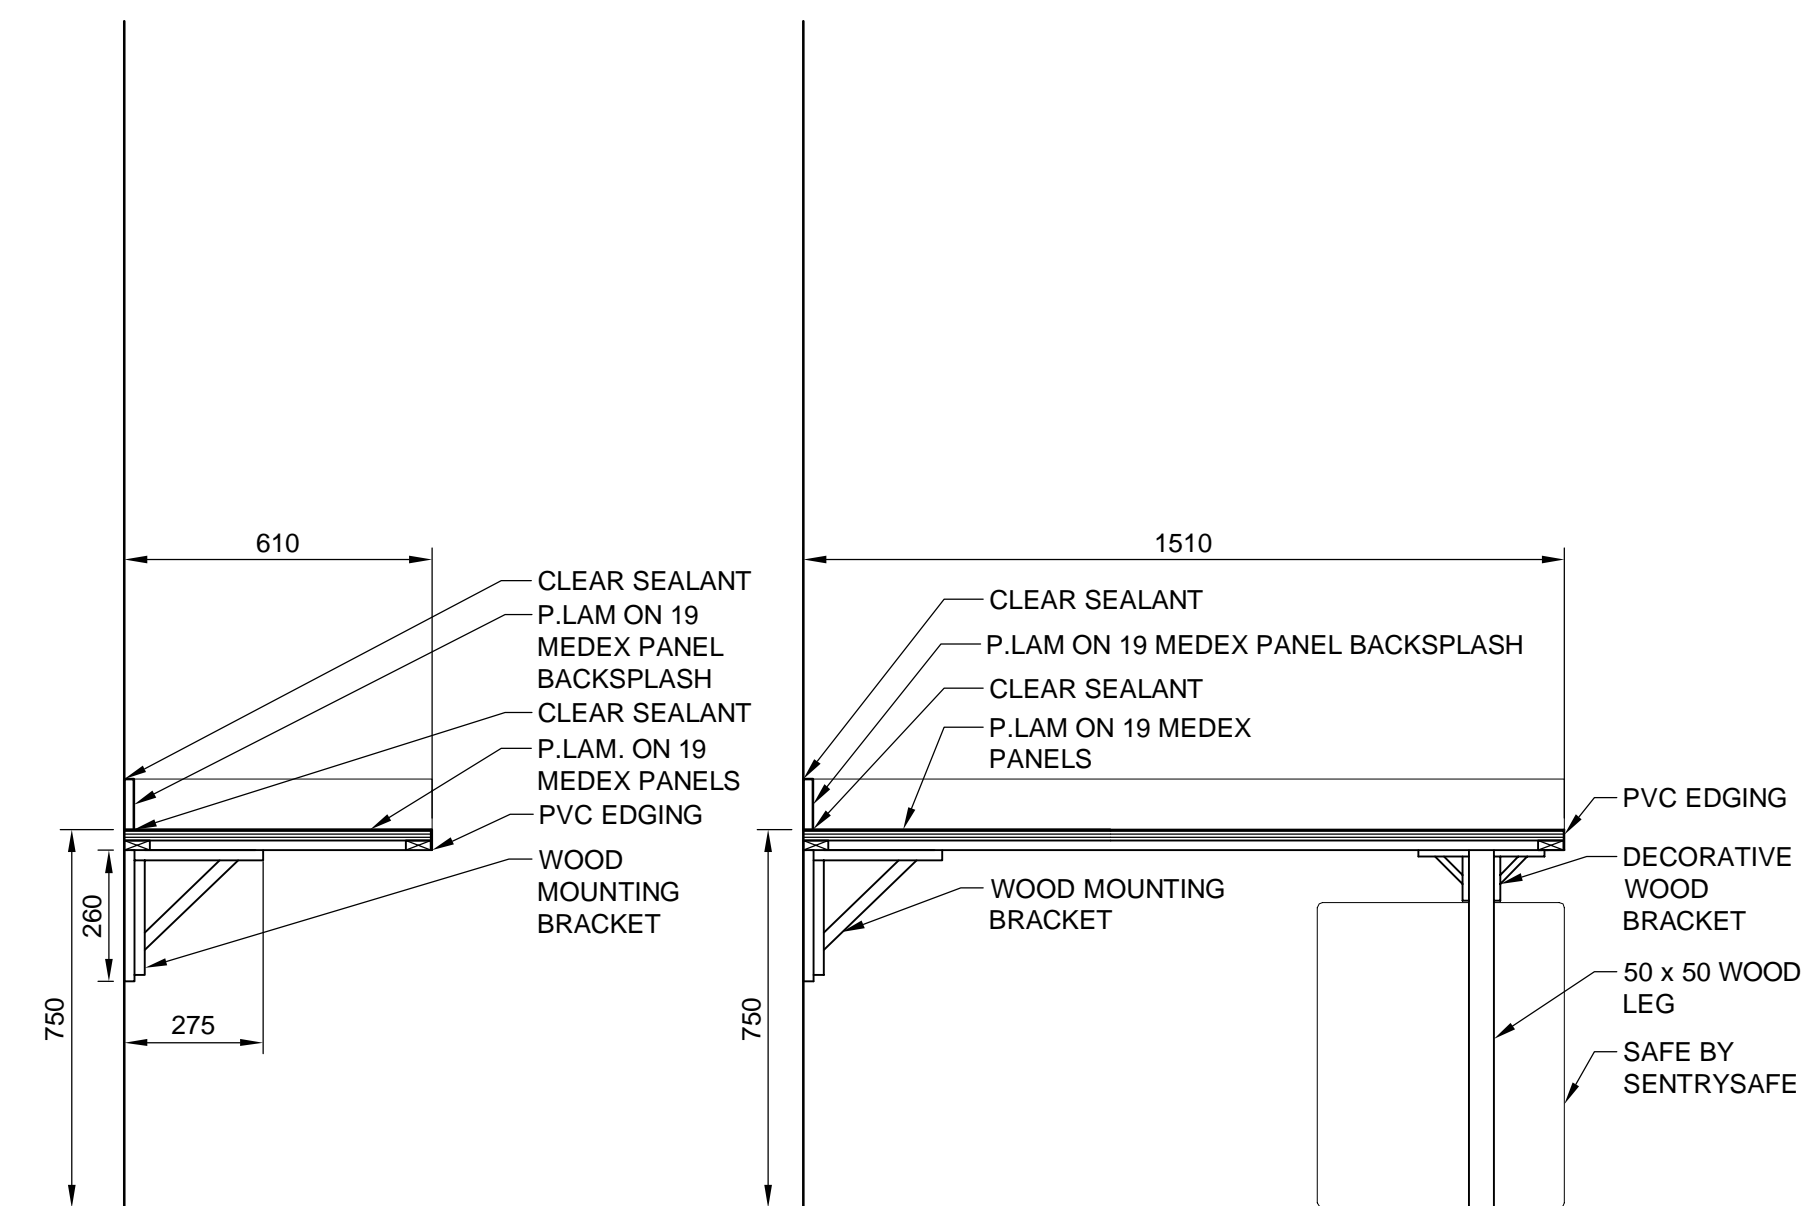 610
CLEAR SEALANT
P.LAM ON 19
MEDEX PANEL
BACKSPLASH
CLEAR SEALANT
P.LAM. ON 19
MEDEX PANELS
PVC EDGING
WOOD
MOUNTING
BRACKET
260
750
275
1510
CLEAR SEALANT
P.LAM ON 19 MEDEX PANEL BACKSPLASH
CLEAR SEALANT
P.LAM ON 19 MEDEX
PANELS
WOOD MOUNTING
BRACKET
750
PVC EDGING
DECORATIVE
WOOD
BRACKET
50 x 50 WOOD
LEG
SAFE BY
SENTRYSAFE